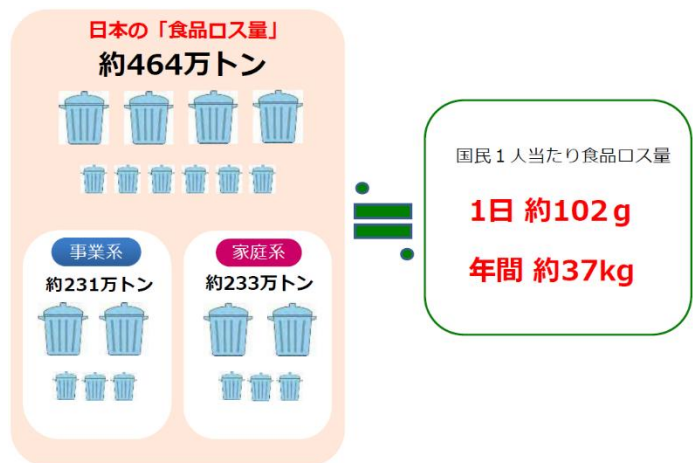 日本の「食品ロス量」
約464万トン
事業系
約231万トン
家庭系
約233万トン
国民１人当たり食品ロス量
1日 約102ｇ
年間 約37kg